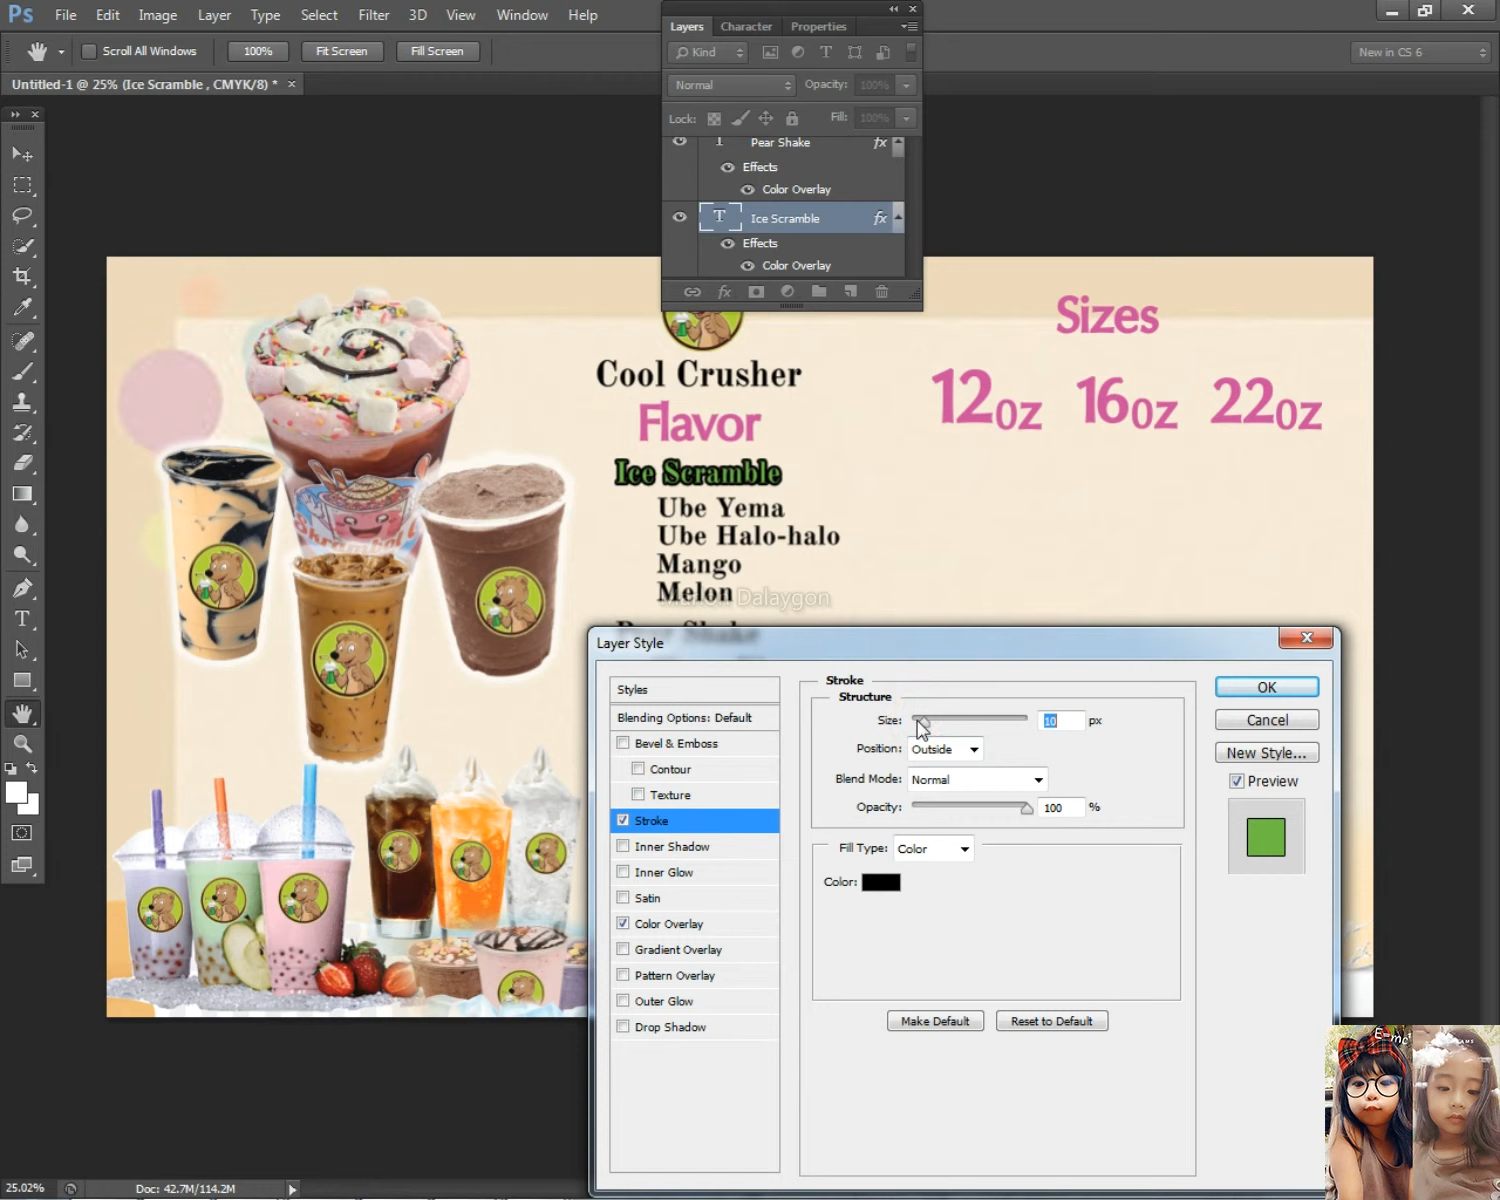 Ps File Edit Image Layer Type Select Filter 3D View Window Help
Scroll All Windows 100% Fit Screen Fill Screen
New in CS 6
Untitled-1 @ 25% (Ice Scramble , CMYK/8) * ×
Layers Character Properties
Kind
Normal Opacity: 100%
Lock: Fill: 100%
Pear Shake fx
Effects
Color Overlay
T Ice Scramble fx
Effects
Color Overlay
Sizes
12oz 16oz 22oz
Cool Crusher
Flavor
Ice Scramble
Ube Yema
Ube Halo-halo
Mango
Melon
Dalaygon
Layer Style
Styles
Blending Options: Default
Bevel & Emboss
Contour
Texture
Stroke
Inner Shadow
Inner Glow
Satin
Color Overlay
Gradient Overlay
Pattern Overlay
Outer Glow
Drop Shadow
Stroke
Structure
Size: 10 px
Position: Outside
Blend Mode: Normal
Opacity: 100 %
Fill Type: Color
Color:
Make Default Reset to Default
OK
Cancel
New Style...
Preview
25.02% Doc: 42.7M/114.2M